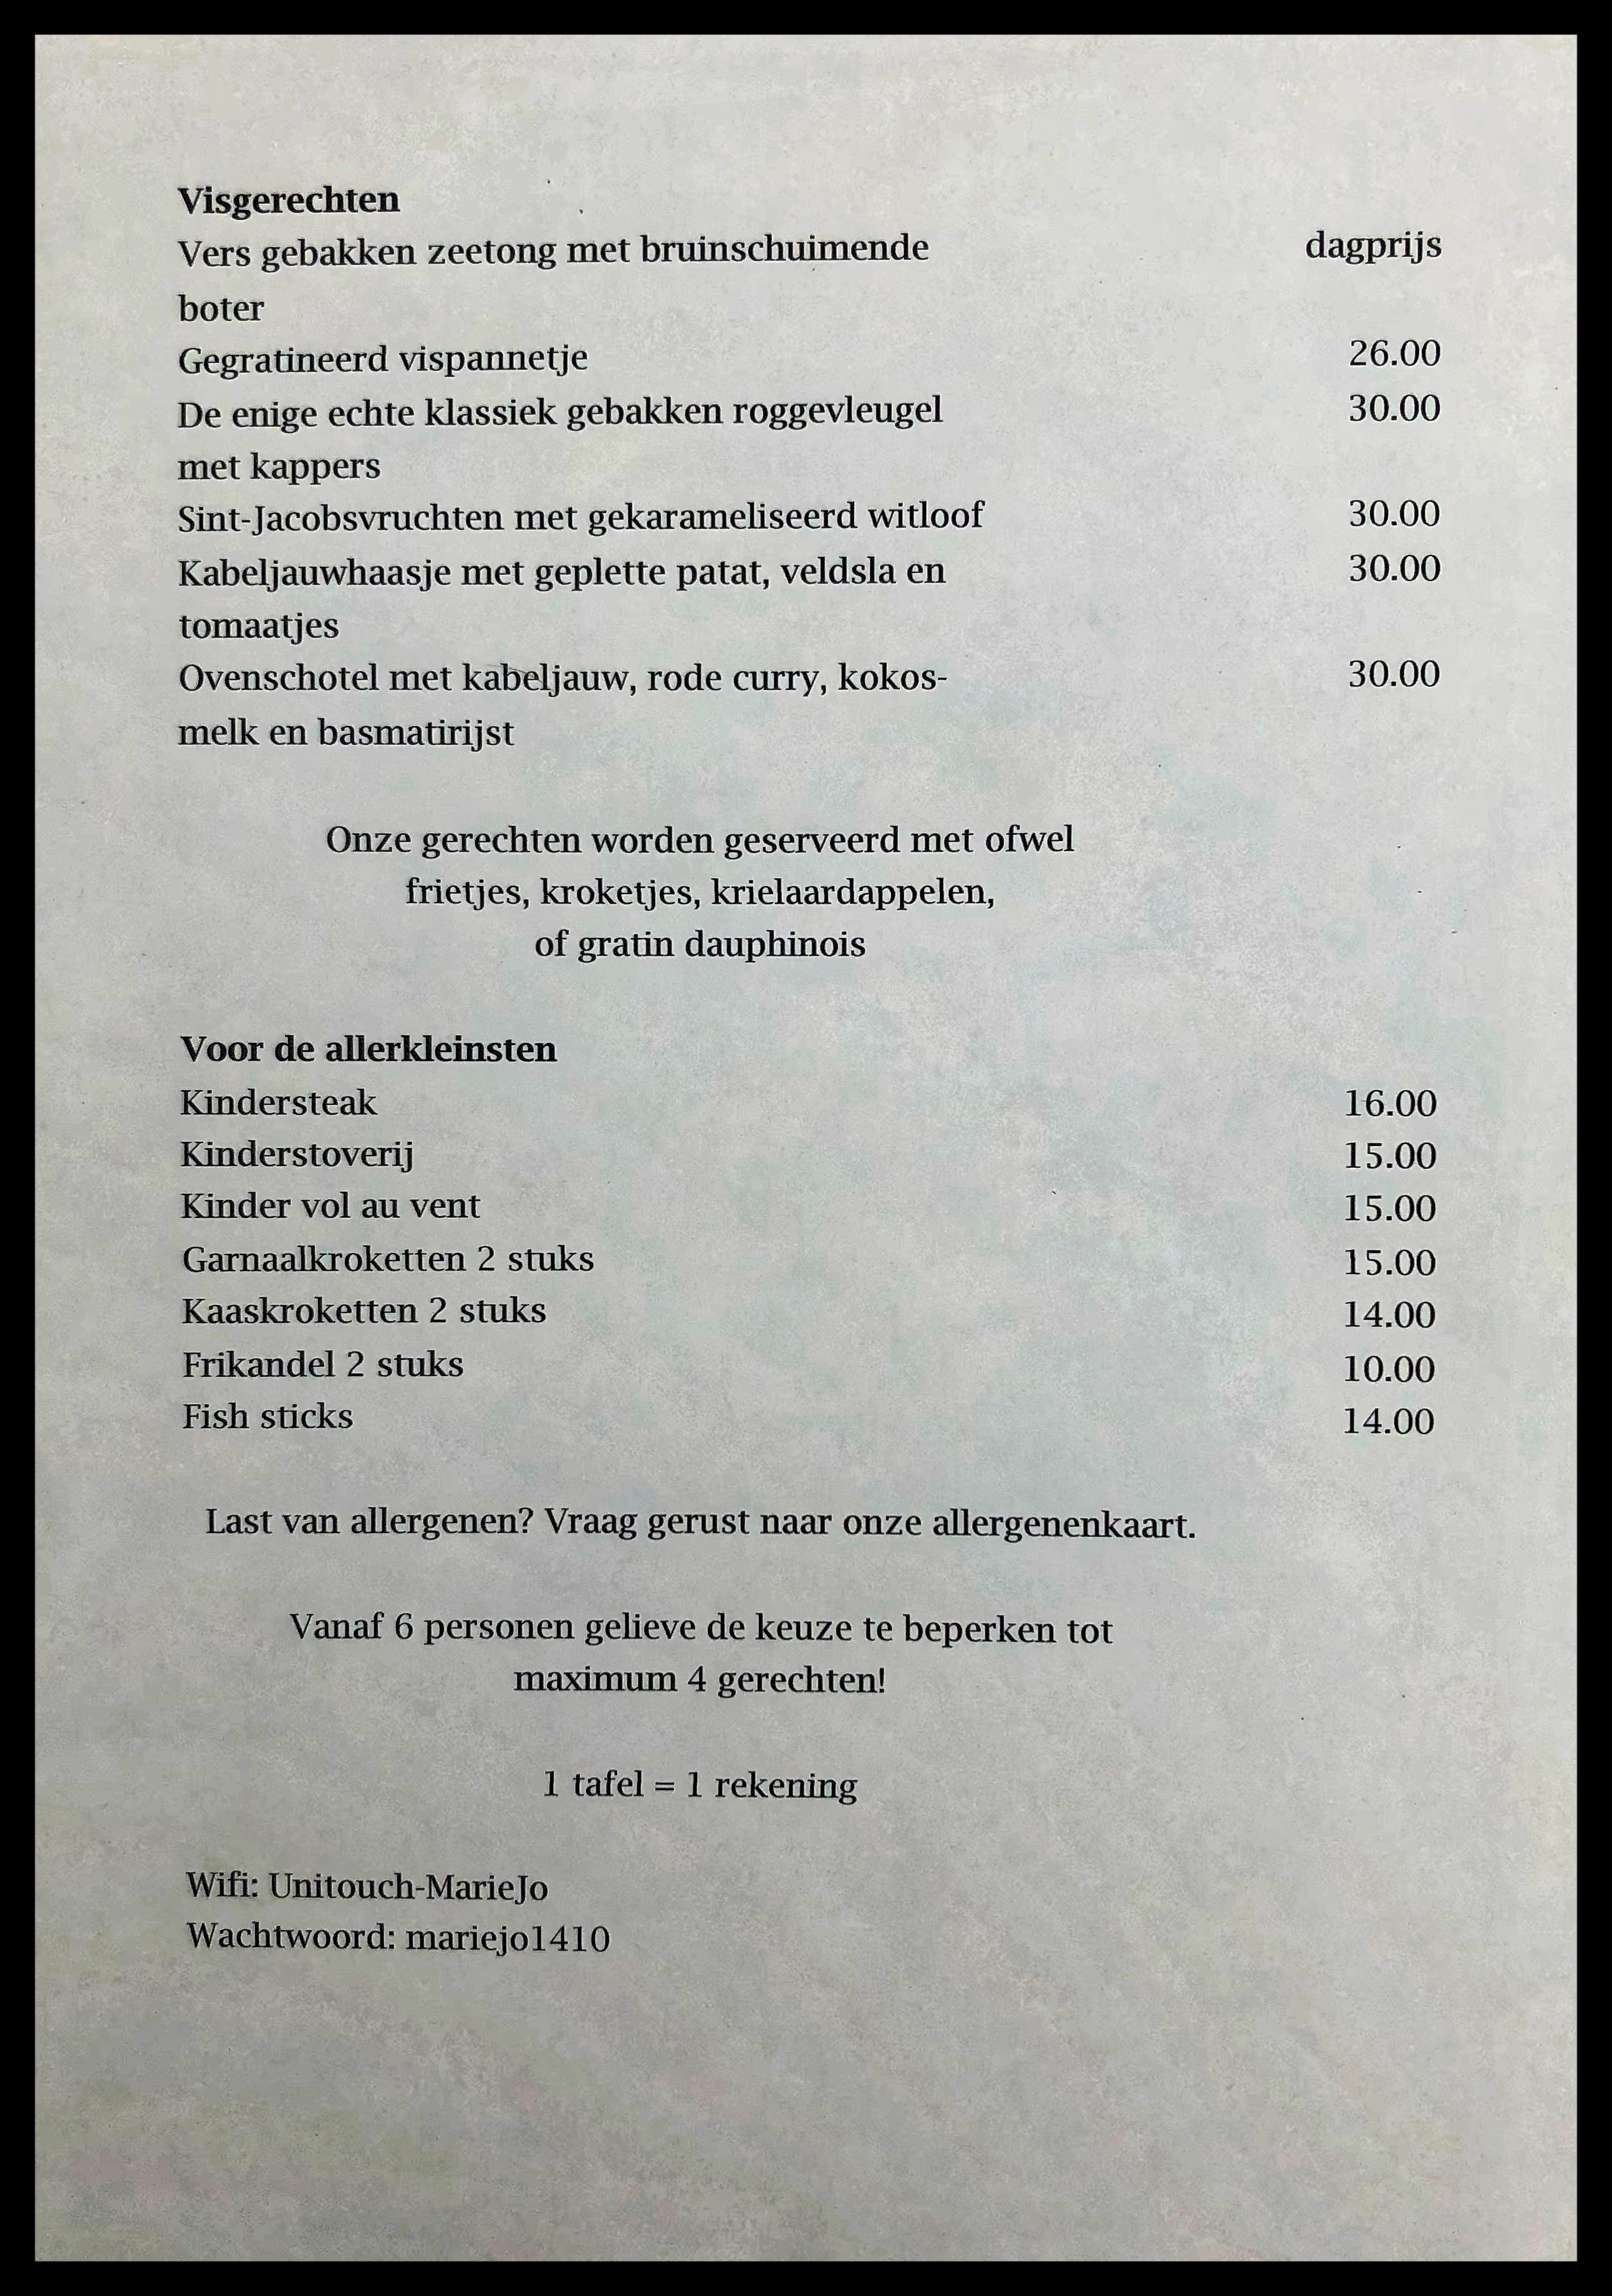 Visgerechten
Vers gebakken zeetong met bruinschuimende dagprijs
boter
Gegratineerd vispannetje 26.00
De enige echte klassiek gebakken roggevleugel 30.00
met kappers
Sint-Jacobsvruchten met gekarameliseerd witloof 30.00
Kabeljauwhaasje met geplette patat, veldsla en 30.00
tomaatjes
Ovenschotel met kabeljauw, rode curry, kokos- 30.00
melk en basmatirijst
Onze gerechten worden geserveerd met ofwel
frietjes, kroketjes, krielaardappelen,
of gratin dauphinois
Voor de allerkleinsten
Kindersteak 16.00
Kinderstoverij 15.00
Kinder vol au vent 15.00
Garnaalkroketten 2 stuks 15.00
Kaaskroketten 2 stuks 14.00
Frikandel 2 stuks 10.00
Fish sticks 14.00
Last van allergenen? Vraag gerust naar onze allergenenkaart.
Vanaf 6 personen gelieve de keuze te beperken tot
maximum 4 gerechten!
1 tafel = 1 rekening
Wifi: Unitouch-MarieJo
Wachtwoord: mariejo1410